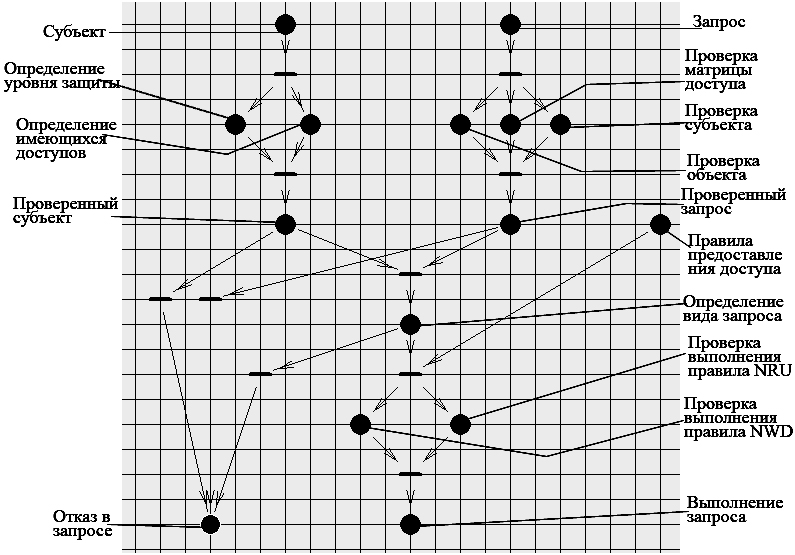 Субъект
Запрос
Определение
уровня защиты
Проверка
матрицы
доступа
Определение
имеющихся
доступов
Проверка
субъекта
Проверка
объекта
Проверенный
субъект
Проверенный
запрос
Правила
предоставле
ния доступа
Определение
вида запроса
Проверка
выполнения
правила NRU
Проверка
выполнения
правила NWD
Отказ в
запросе
Выполнение
запроса